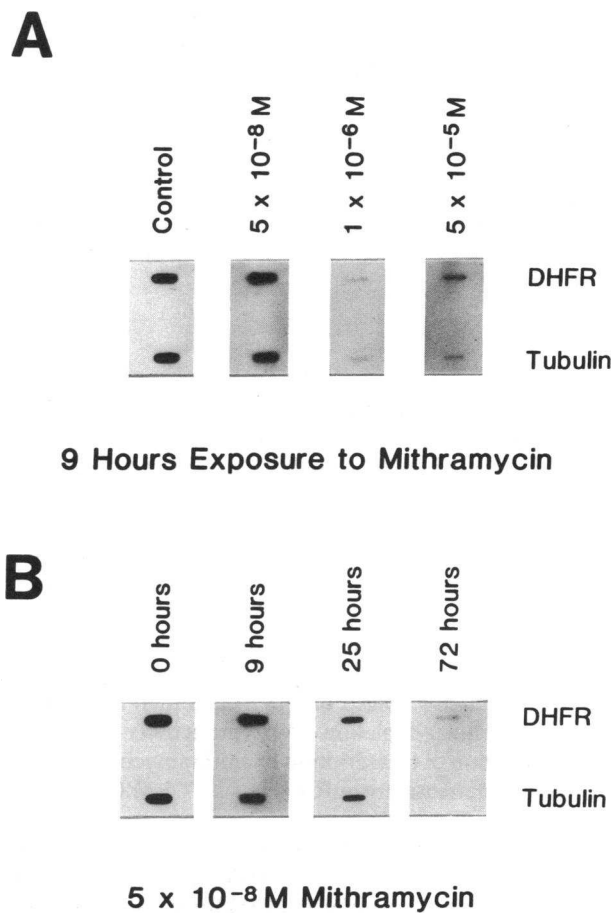 A
Control
5 x 10⁻⁸ M
1 x 10⁻⁶ M
5 x 10⁻⁵ M
DHFR
Tubulin
9 Hours Exposure to Mithramycin
B
0 hours
9 hours
25 hours
72 hours
DHFR
Tubulin
5 x 10⁻⁸ M Mithramycin